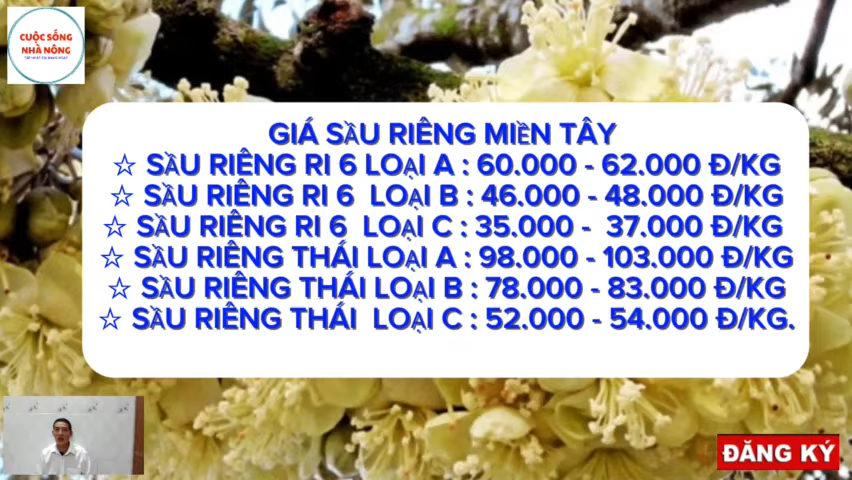 CUỘC SỐNG
NHÀ NÔNG
GIÁ SẦU RIÊNG MIỀN TÂY
☆ SẦU RIÊNG RI 6 LOẠI A : 60.000 - 62.000 Đ/KG
☆ SẦU RIÊNG RI 6 LOẠI B : 46.000 - 48.000 Đ/KG
☆ SẦU RIÊNG RI 6 LOẠI C : 35.000 - 37.000 Đ/KG
☆ SẦU RIÊNG THÁI LOẠI A : 98.000 - 103.000 Đ/KG
☆ SẦU RIÊNG THÁI LOẠI B : 78.000 - 83.000 Đ/KG
☆ SẦU RIÊNG THÁI LOẠI C : 52.000 - 54.000 Đ/KG.
ĐĂNG KÝ